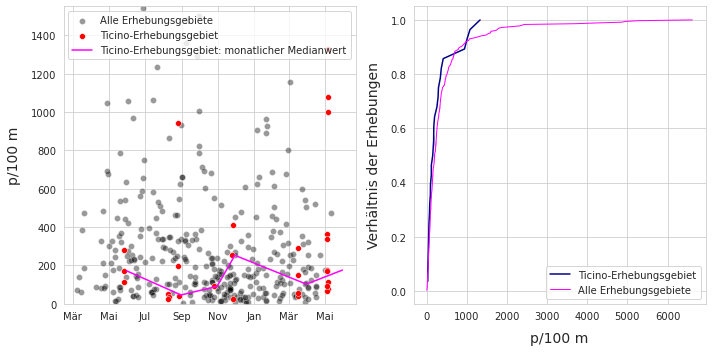 Alle Erhebungsgebiete
Ticino-Erhebungsgebiet
Ticino-Erhebungsgebiet: monatlicher Medianwert
p/100 m
1400
1200
1000
800
600
400
200
0
Mär Mai Jul Sep Nov Jan Mär Mai
Verhältnis der Erhebungen
1.0
0.8
0.6
0.4
0.2
0.0
Ticino-Erhebungsgebiet
Alle Erhebungsgebiete
0 1000 2000 3000 4000 5000 6000
p/100 m